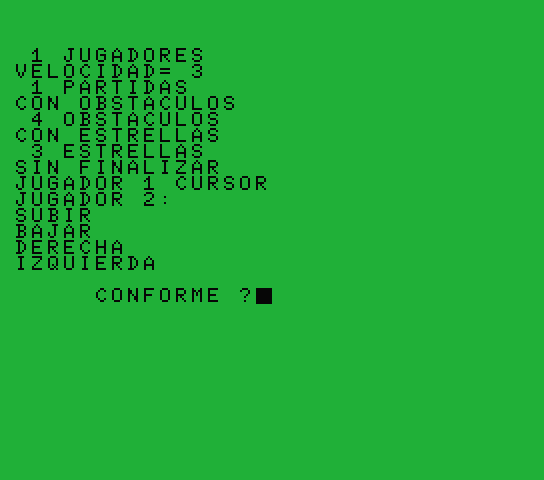 1 JUGADORES
VELOCIDAD= 3
1 PARTIDAS
CON OBSTACULOS
4 OBSTACULOS
CON ESTRELLAS
3 ESTRELLAS
SIN FINALIZAR
JUGADOR 1 CURSOR
JUGADOR 2:
SUBIR
BAJAR
DERECHA
IZQUIERDA
CONFORME ?